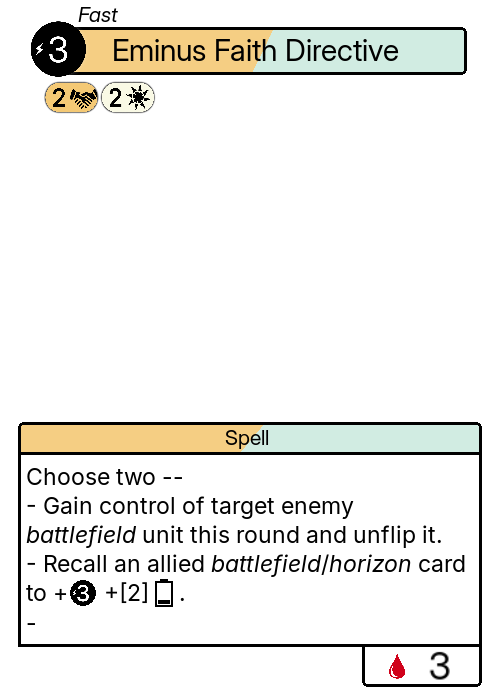 Fast
3 Eminus Faith Directive
2 2
Spell
Choose two --
- Gain control of target enemy
battlefield unit this round and unflip it.
- Recall an allied battlefield/horizon card
to +3 +[2] .
-
3